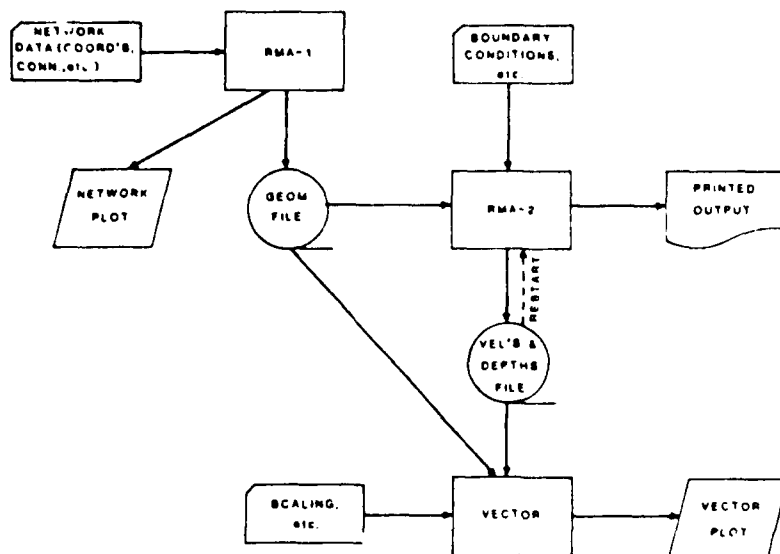 NETWORK
DATA (COORD'S,
CONN., etc.)
RMA-1
BOUNDARY
CONDITIONS,
etc.
NETWORK
PLOT
GEOM
FILE
RMA-2
PRINTED
OUTPUT
RESTART
VEL'S &
DEPTHS
FILE
SCALING,
etc.
VECTOR
VECTOR
PLOT